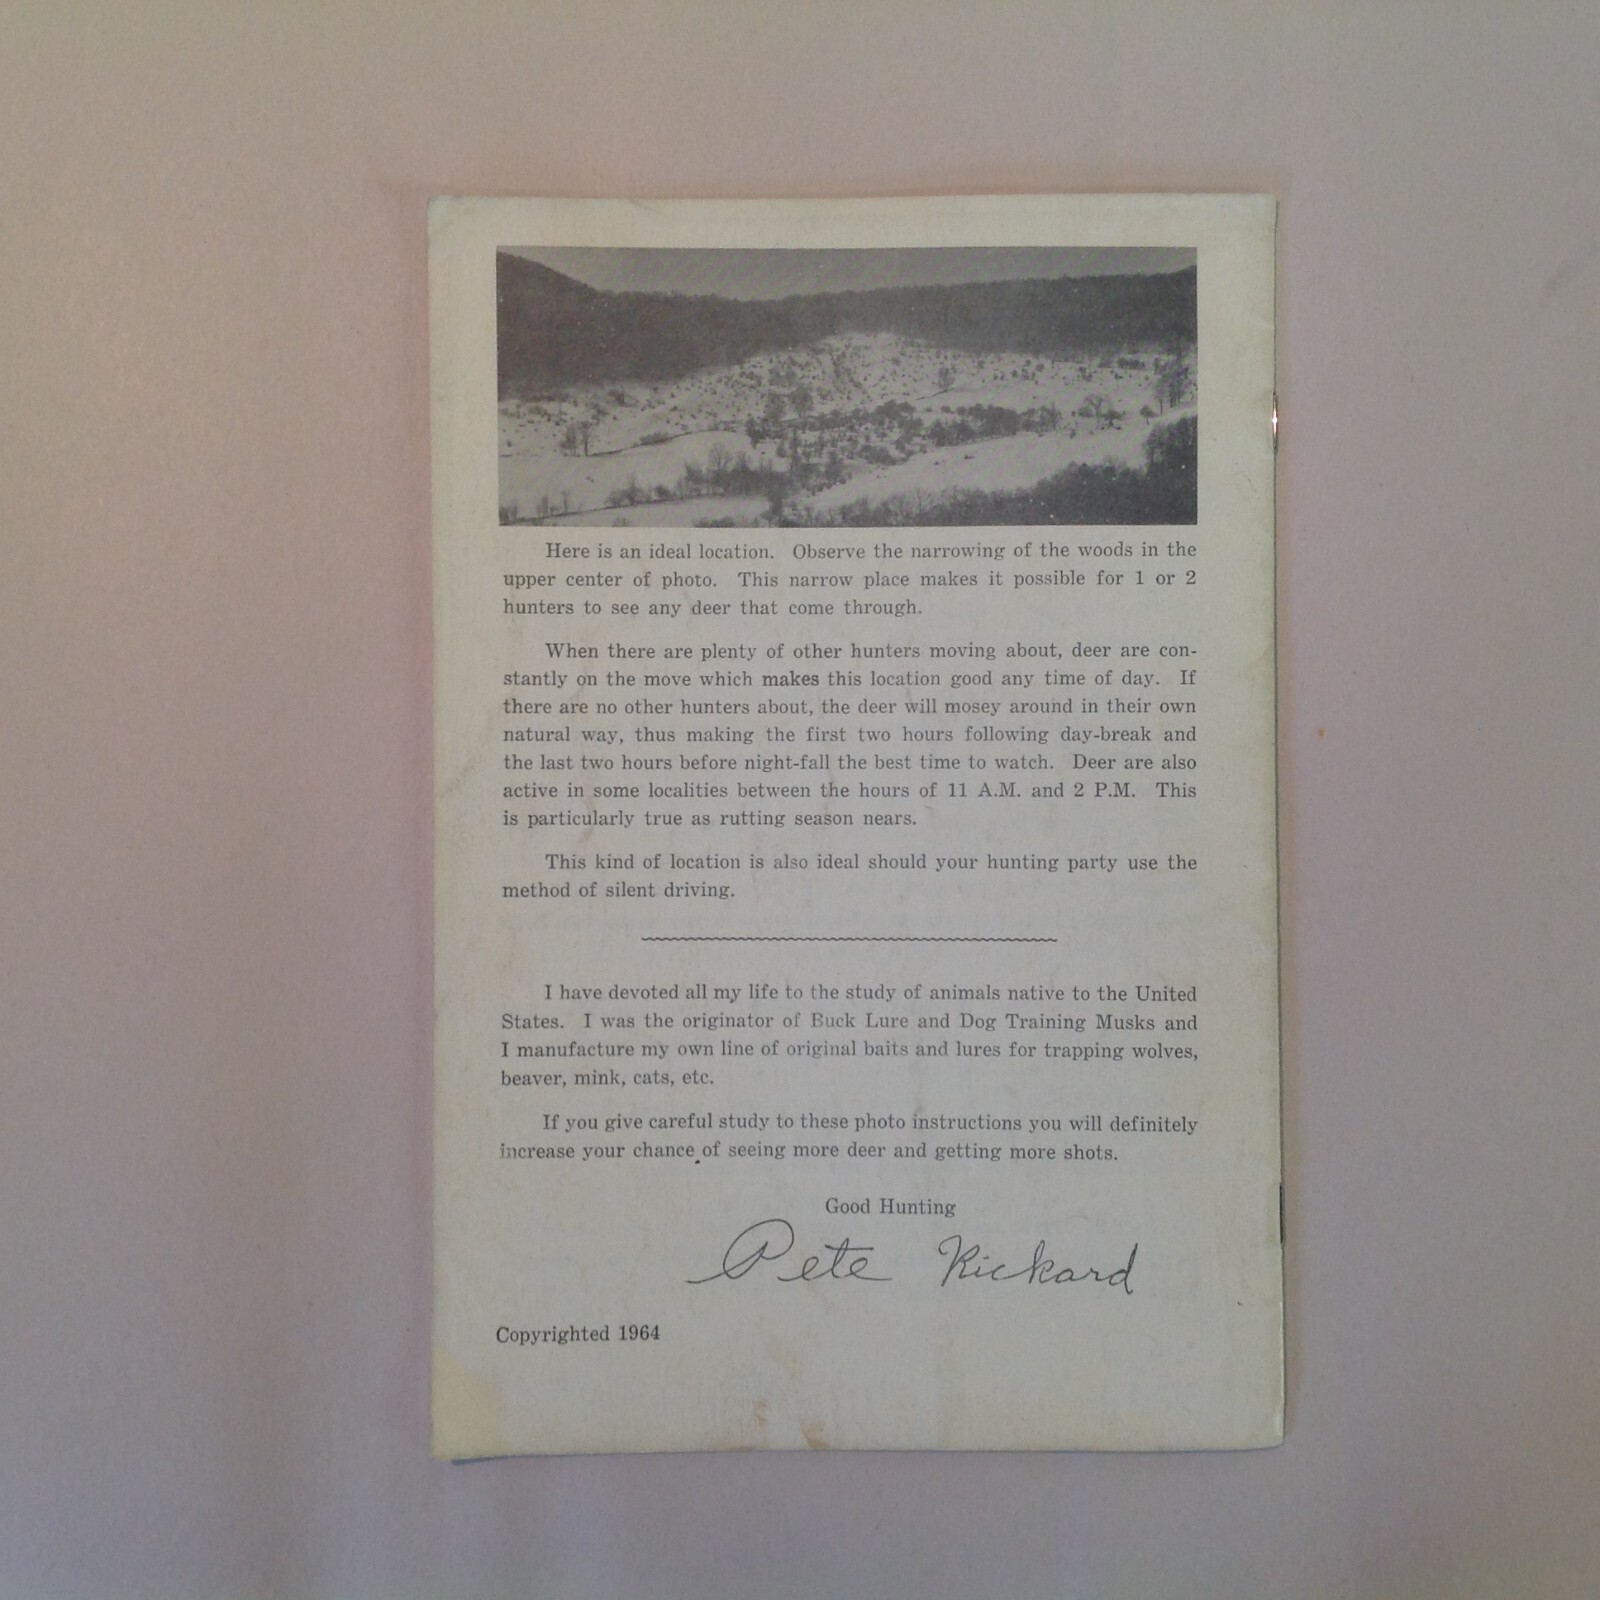 Here is an ideal location. Observe the narrowing of the woods in the
upper center of photo. This narrow place makes it possible for 1 or 2
hunters to see any deer that come through.
When there are plenty of other hunters moving about, deer are con-
stantly on the move which makes this location good any time of day. If
there are no other hunters about, the deer will mosey around in their own
natural way, thus making the first two hours following day-break and
the last two hours before night-fall the best time to watch. Deer are also
active in some localities between the hours of 11 A.M. and 2 P.M. This
is particularly true as rutting season nears.
This kind of location is also ideal should your hunting party use the
method of silent driving.
I have devoted all my life to the study of animals native to the United
States. I was the originator of Buck Lure and Dog Training Musks and
I manufacture my own line of original baits and lures for trapping wolves,
beaver, mink, cats, etc.
If you give careful study to these photo instructions you will definitely
increase your chance of seeing more deer and getting more shots.
Good Hunting
Pete Rickard
Copyrighted 1964